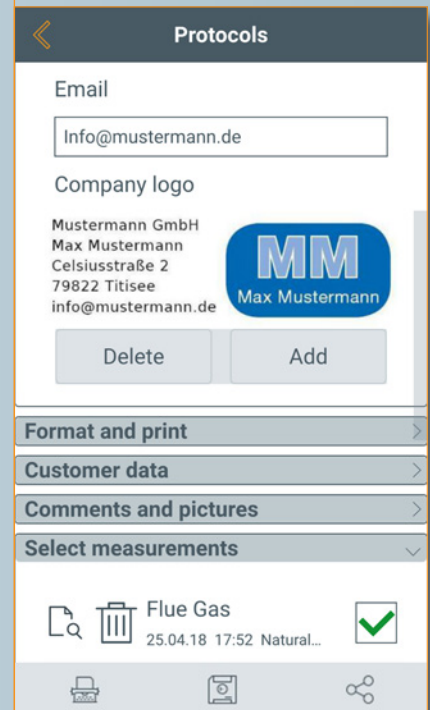 Protocols
Email
Info@mustermann.de
Company logo
Mustermann GmbH
Max Mustermann
Celsiusstraße 2
79822 Titisee
info@mustermann.de
MM
Max Mustermann
Delete
Add
Format and print
Customer data
Comments and pictures
Select measurements
Flue Gas
25.04.18 17:52 Natural...